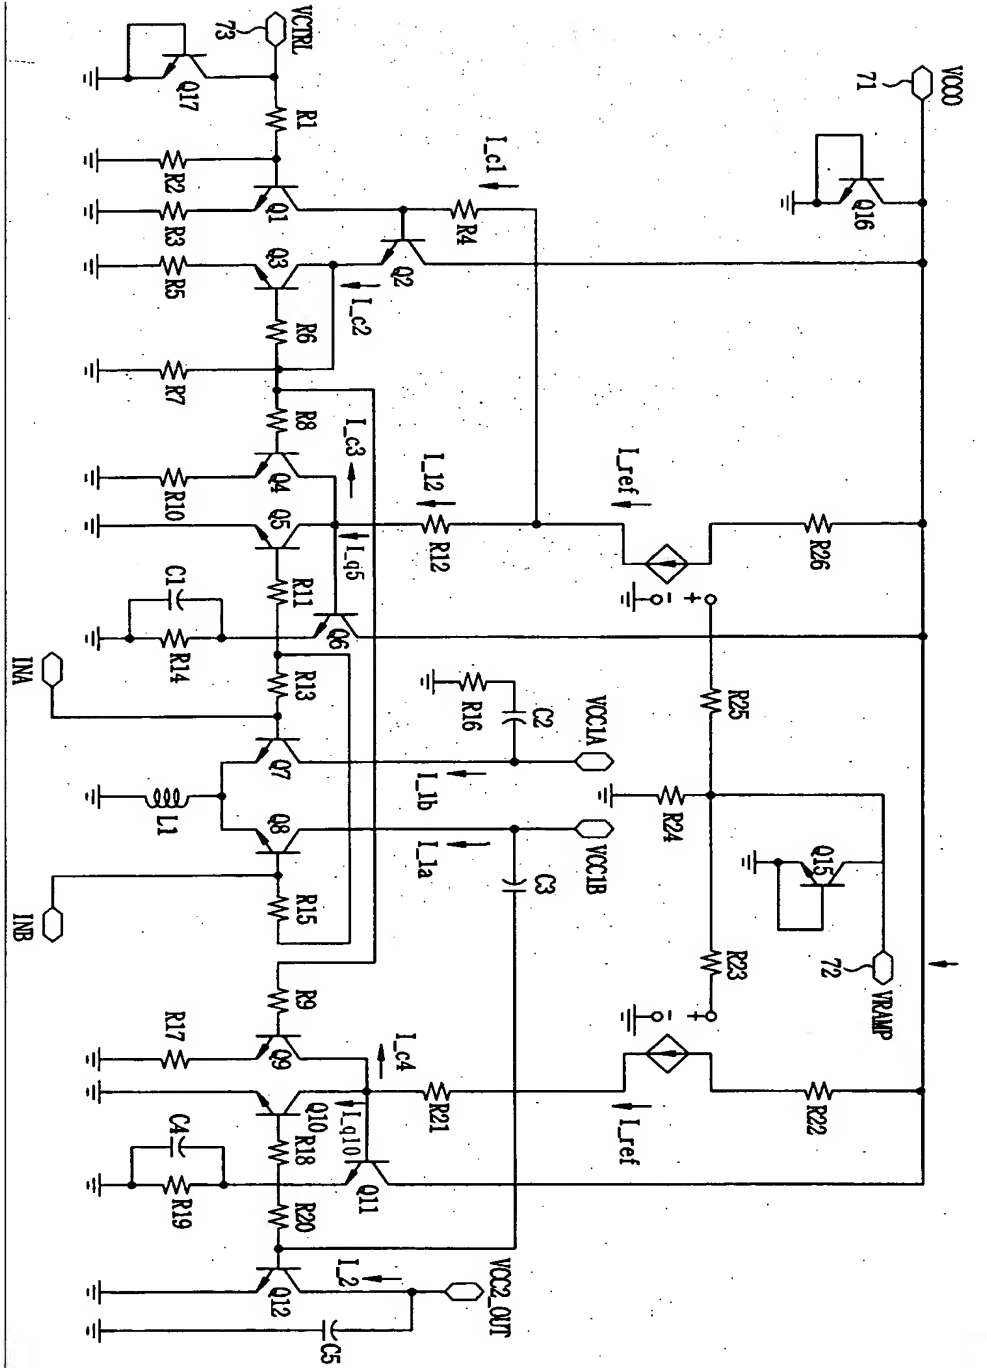 VCTRL
73
Q17
R1
R2
R3
Q1
Q3
R5
R6
R7
R8
R4
I_c1
Q2
I_c2
VCCO
71
Q16
I_c3
Q4
R10
Q5
I_q5
I_12
R12
I_ref
R26
+
-
R11
C1
R14
Q6
R13
INA
Q7
L1
Q8
R15
INB
R16
C2
VCC1A
I_1b
VCC1B
I_1a
C3
R25
R24
Q15
R23
72
VRAMP
+
-
R9
Q9
R17
I_c4
Q10
I_q10
R21
I_ref
R22
R18
C4
R19
Q11
R20
Q12
I_2
VCC2_OUT
C5